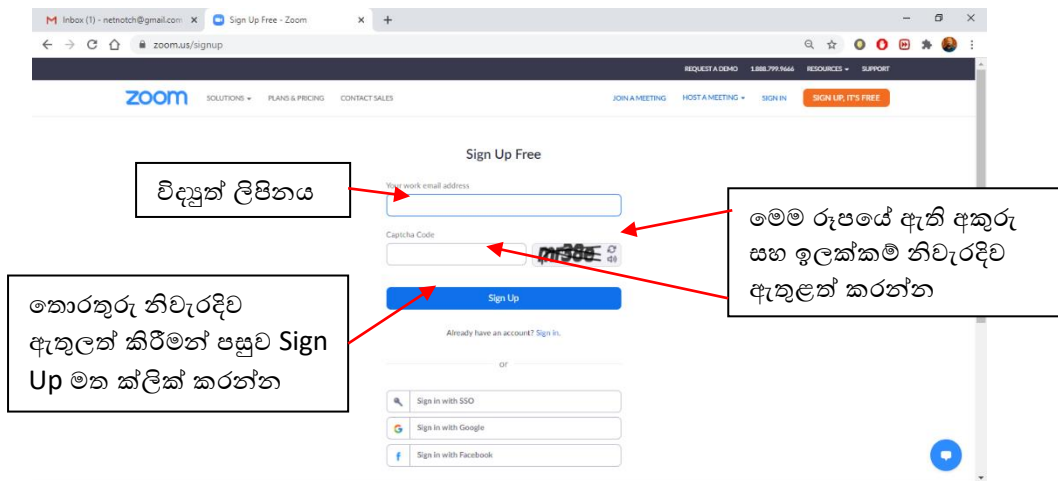 Inbox (1) - netnotch@gmail.com
Sign Up Free - Zoom
zoom.us/signup
REQUEST A DEMO 1.888.799.9666 RESOURCES SUPPORT
zoom SOLUTIONS PLANS & PRICING CONTACT SALES JOIN A MEETING HOST A MEETING SIGN IN SIGN UP, IT'S FREE
Sign Up Free
Your work email address
විද්‍යුත් ලිපිනය
Captcha Code
මෙම රූපයේ ඇති අකුරු
සහ ඉලක්කම් නිවැරදිව
ඇතුළත් කරන්න
තොරතුරු නිවැරදිව
ඇතුලත් කිරීමන් පසුව Sign
Up මත ක්ලික් කරන්න
Sign Up
Already have an account? Sign in.
or
Sign in with SSO
Sign in with Google
Sign in with Facebook